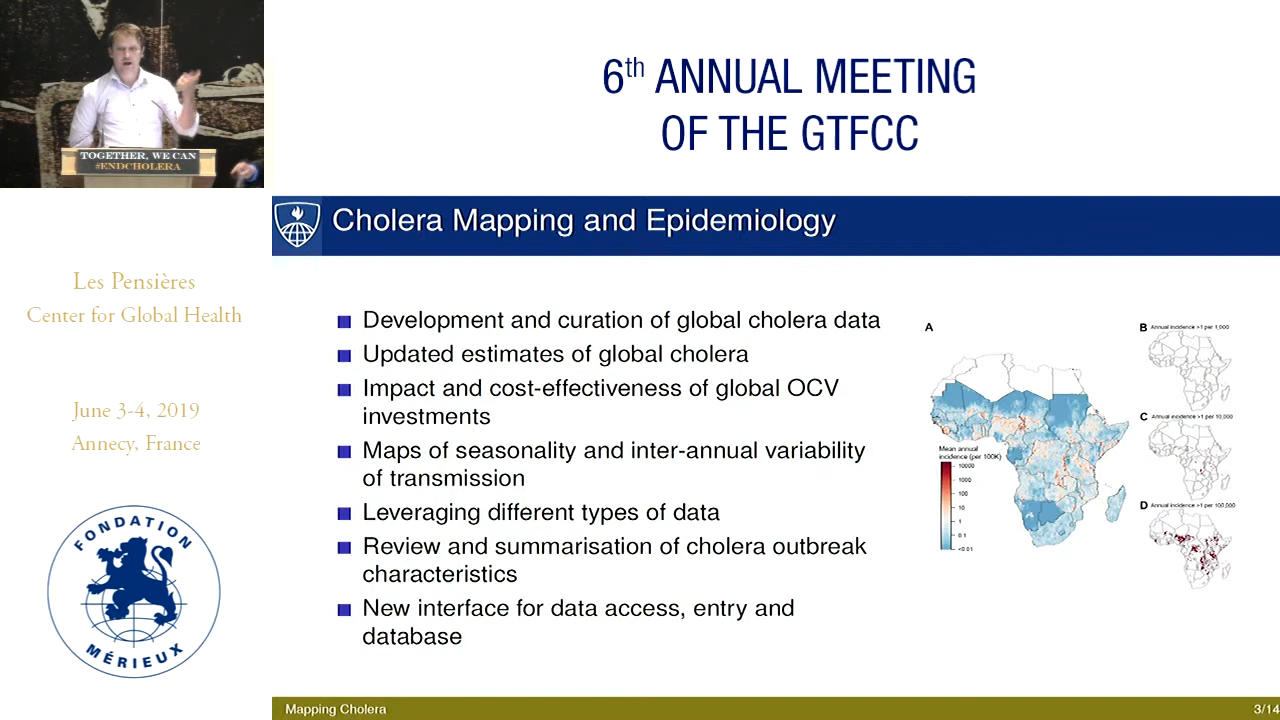 TOGETHER, WE CAN
#ENDCHOLERA
6th ANNUAL MEETING
OF THE GTFCC
Les Pensières
Center for Global Health
June 3-4, 2019
Annecy, France
FONDATION
MÉRIEUX
Cholera Mapping and Epidemiology
Development and curation of global cholera data
Updated estimates of global cholera
Impact and cost-effectiveness of global OCV
investments
Maps of seasonality and inter-annual variability
of transmission
Leveraging different types of data
Review and summarisation of cholera outbreak
characteristics
New interface for data access, entry and
database
A
Mean annual
incidence (per 100K)
10000
1000
100
10
1
0.1
<0.01
B Annual incidence >1 per 1,000
C Annual incidence >1 per 10,000
D Annual incidence >1 per 100,000
Mapping Cholera
3/14